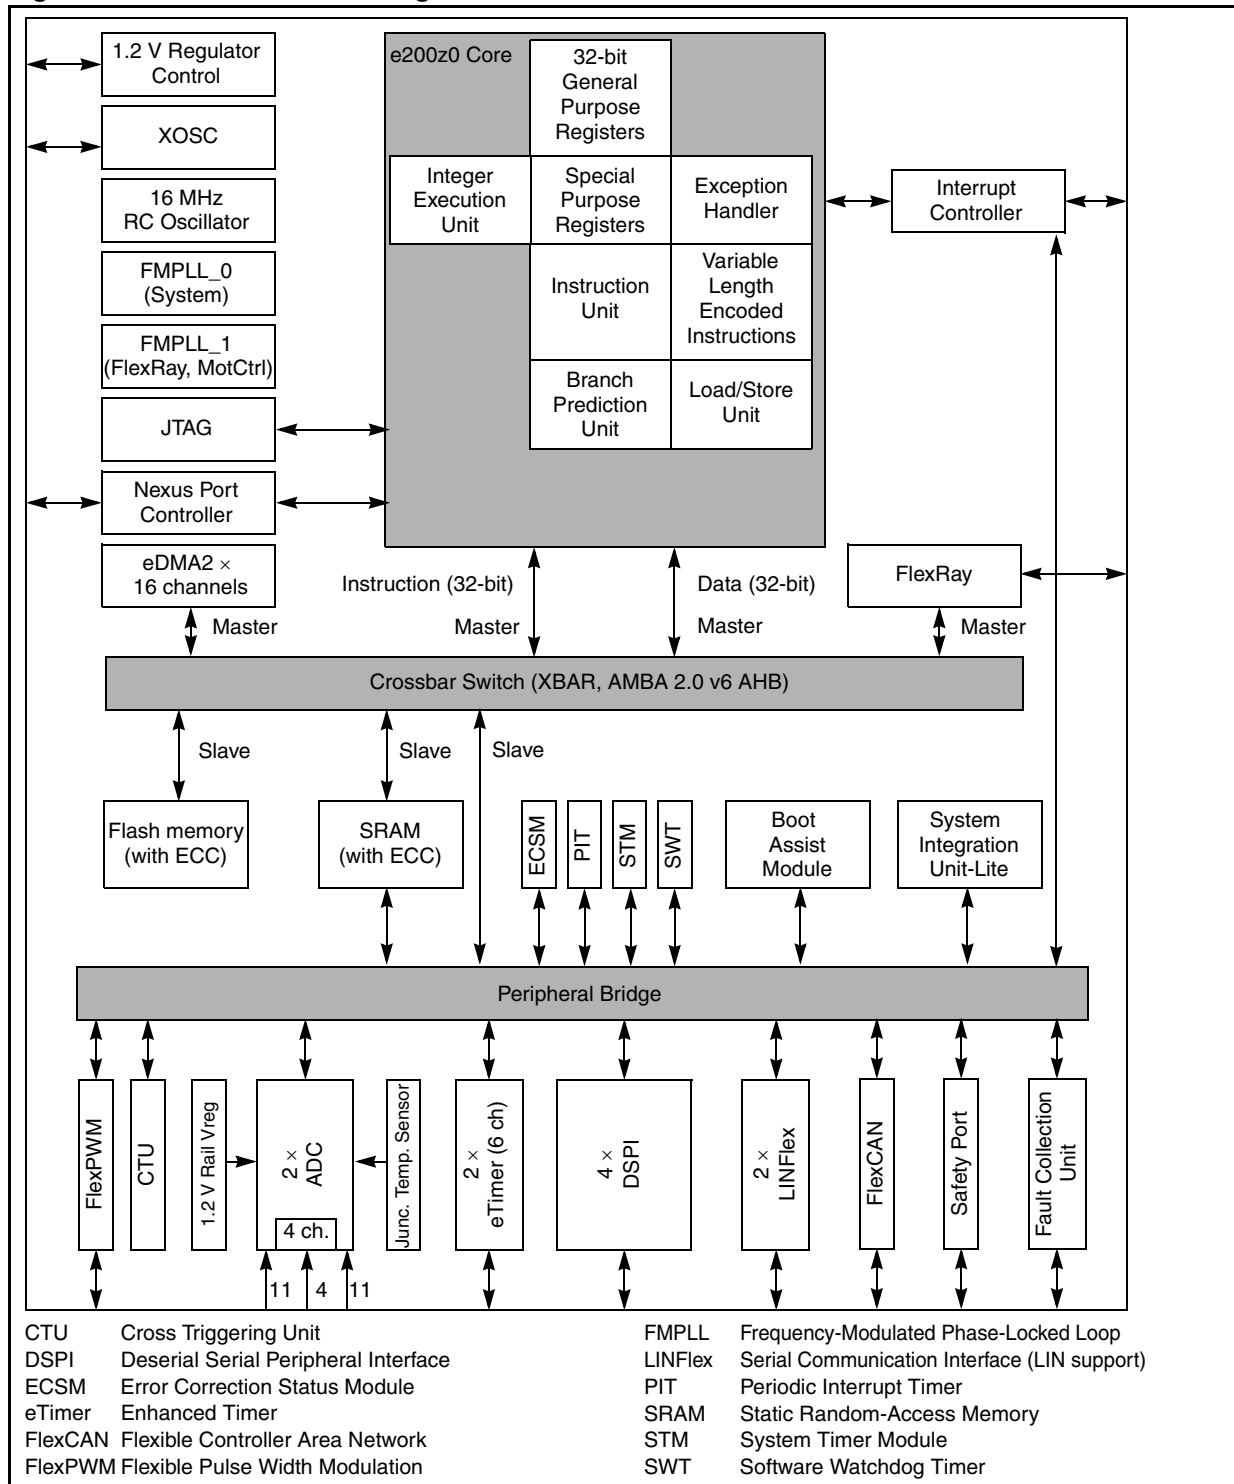 1.2 V Regulator
Control
XOSC
16 MHz
RC Oscillator
FMPLL_0
(System)
FMPLL_1
(FlexRay, MotCtrl)
JTAG
Nexus Port
Controller
eDMA2 ×
16 channels
e200z0 Core
32-bit
General
Purpose
Registers
Integer
Execution
Unit
Special
Purpose
Registers
Exception
Handler
Instruction
Unit
Variable
Length
Encoded
Instructions
Branch
Prediction
Unit
Load/Store
Unit
Interrupt
Controller
FlexRay
Master
Instruction (32-bit)
Master
Data (32-bit)
Master
Master
Crossbar Switch (XBAR, AMBA 2.0 v6 AHB)
Slave
Slave
Slave
Flash memory
(with ECC)
SRAM
(with ECC)
ECSM
PIT
STM
SWT
Boot
Assist
Module
System
Integration
Unit-Lite
Peripheral Bridge
FlexPWM
CTU
1.2 V Rail Vreg
2 ×
ADC
4 ch.
Junc. Temp. Sensor
2 ×
eTimer (6 ch)
4 ×
DSPI
2 ×
LINFlex
FlexCAN
Safety Port
Fault Collection
Unit
11
4
11
CTU Cross Triggering Unit
DSPI Deserial Serial Peripheral Interface
ECSM Error Correction Status Module
eTimer Enhanced Timer
FlexCAN Flexible Controller Area Network
FlexPWM Flexible Pulse Width Modulation
FMPLL Frequency-Modulated Phase-Locked Loop
LINFlex Serial Communication Interface (LIN support)
PIT Periodic Interrupt Timer
SRAM Static Random-Access Memory
STM System Timer Module
SWT Software Watchdog Timer